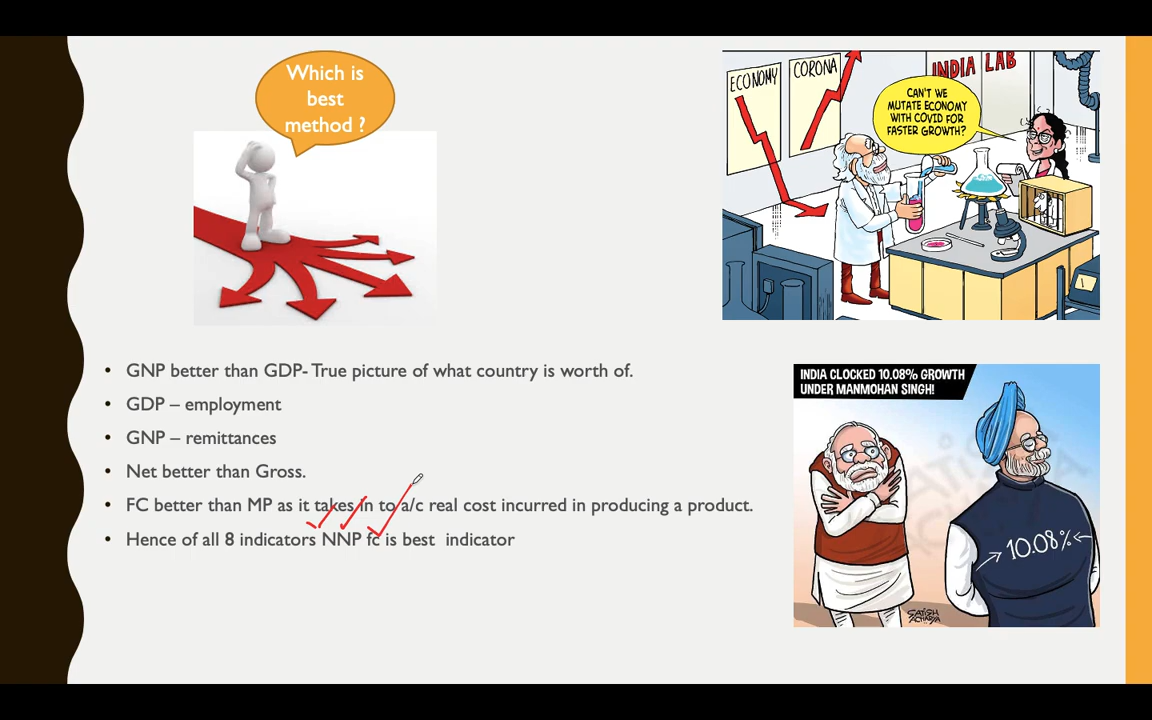 Which is
best
method ?
ECONOMY
CORONA
INDIA LAB
CAN'T WE
MUTATE ECONOMY
WITH COVID FOR
FASTER GROWTH?
• GNP better than GDP- True picture of what country is worth of.
• GDP – employment
• GNP – remittances
• Net better than Gross.
• FC better than MP as it takes in to a/c real cost incurred in producing a product.
• Hence of all 8 indicators NNP fc is best indicator
INDIA CLOCKED 10.08% GROWTH
UNDER MANMOHAN SINGH!
10.08%
SATISH
ACHARYA